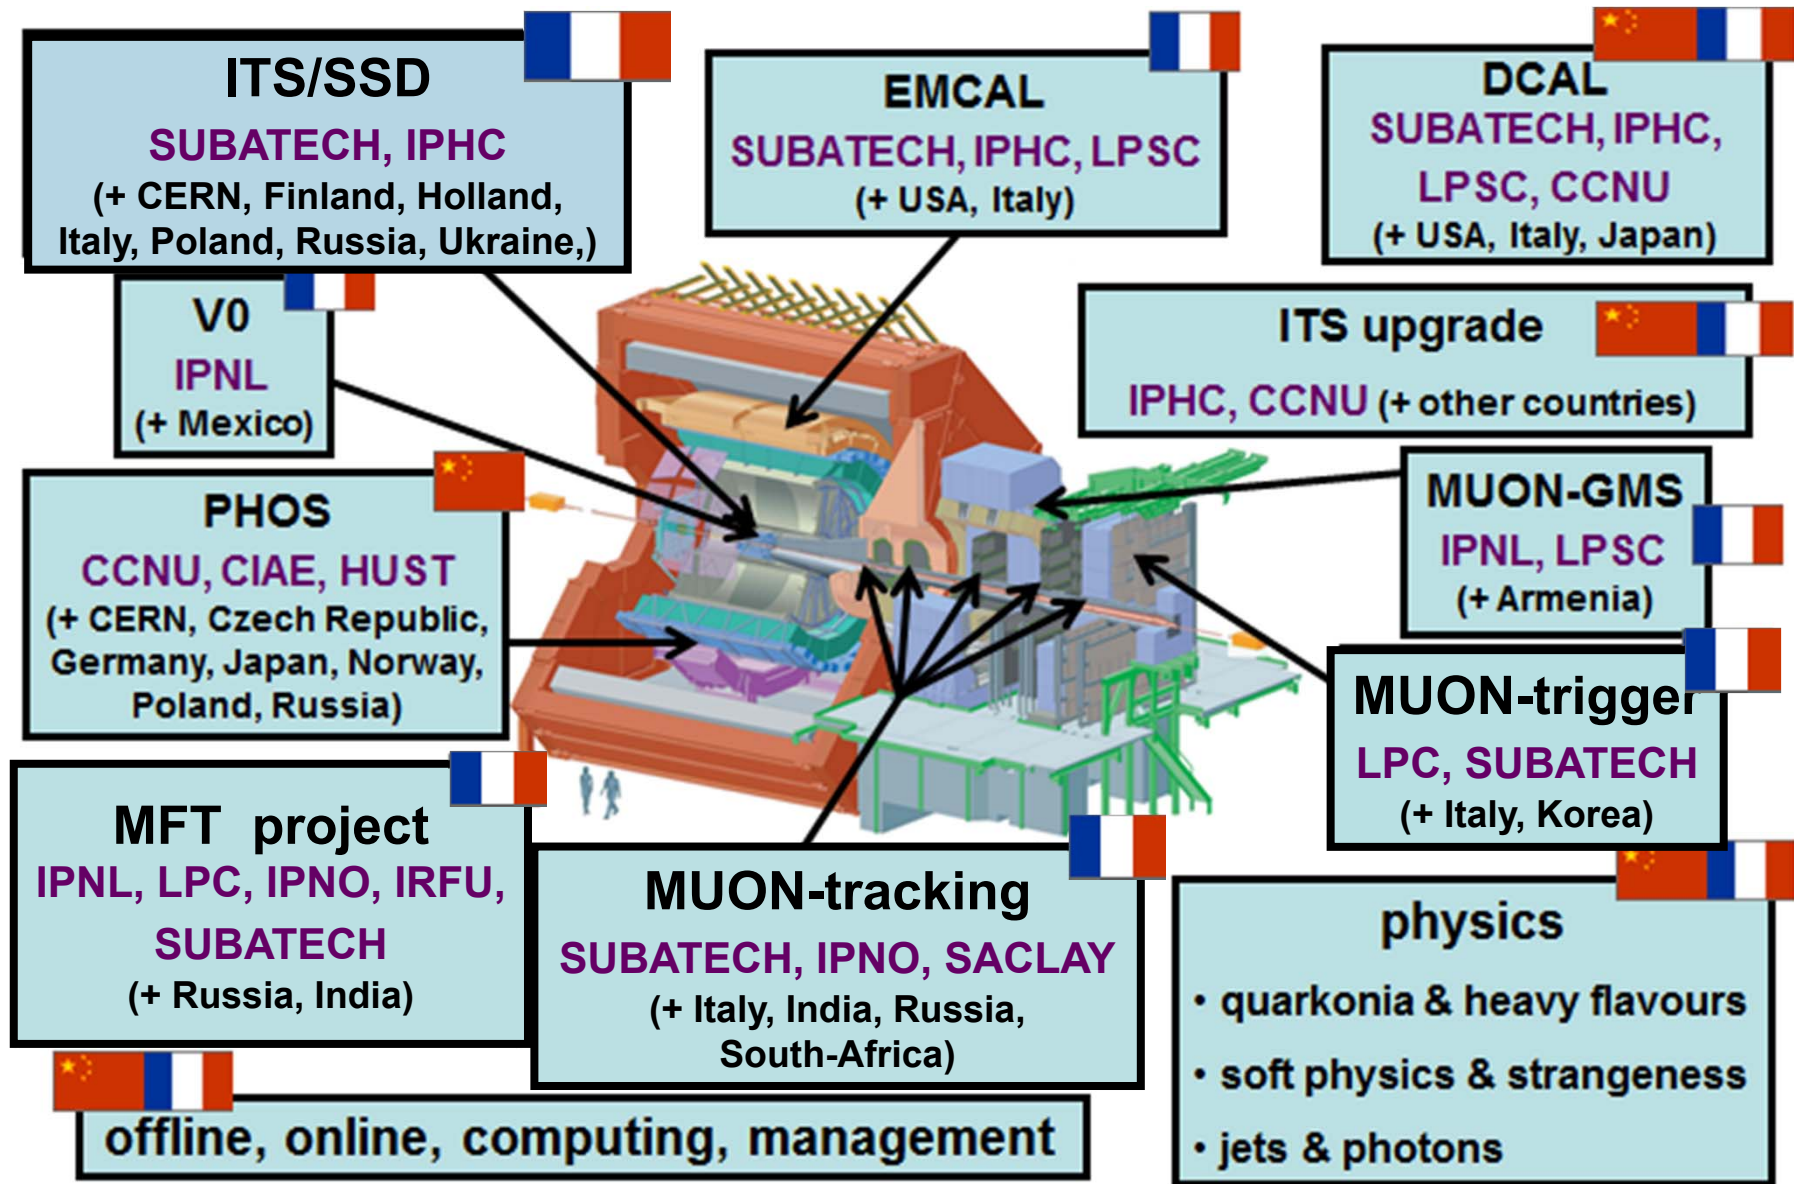 ITS/SSD
SUBATECH, IPHC
(+ CERN, Finland, Holland,
Italy, Poland, Russia, Ukraine,)
EMCAL
SUBATECH, IPHC, LPSC
(+ USA, Italy)
DCAL
SUBATECH, IPHC,
LPSC, CCNU
(+ USA, Italy, Japan)
V0
IPNL
(+ Mexico)
ITS upgrade
IPHC, CCNU (+ other countries)
PHOS
CCNU, CIAE, HUST
(+ CERN, Czech Republic,
Germany, Japan, Norway,
Poland, Russia)
MUON-GMS
IPNL, LPSC
(+ Armenia)
MUON-trigger
LPC, SUBATECH
(+ Italy, Korea)
MFT project
IPNL, LPC, IPNO, IRFU,
SUBATECH
(+ Russia, India)
MUON-tracking
SUBATECH, IPNO, SACLAY
(+ Italy, India, Russia,
South-Africa)
physics
• quarkonia & heavy flavours
• soft physics & strangeness
• jets & photons
offline, online, computing, management